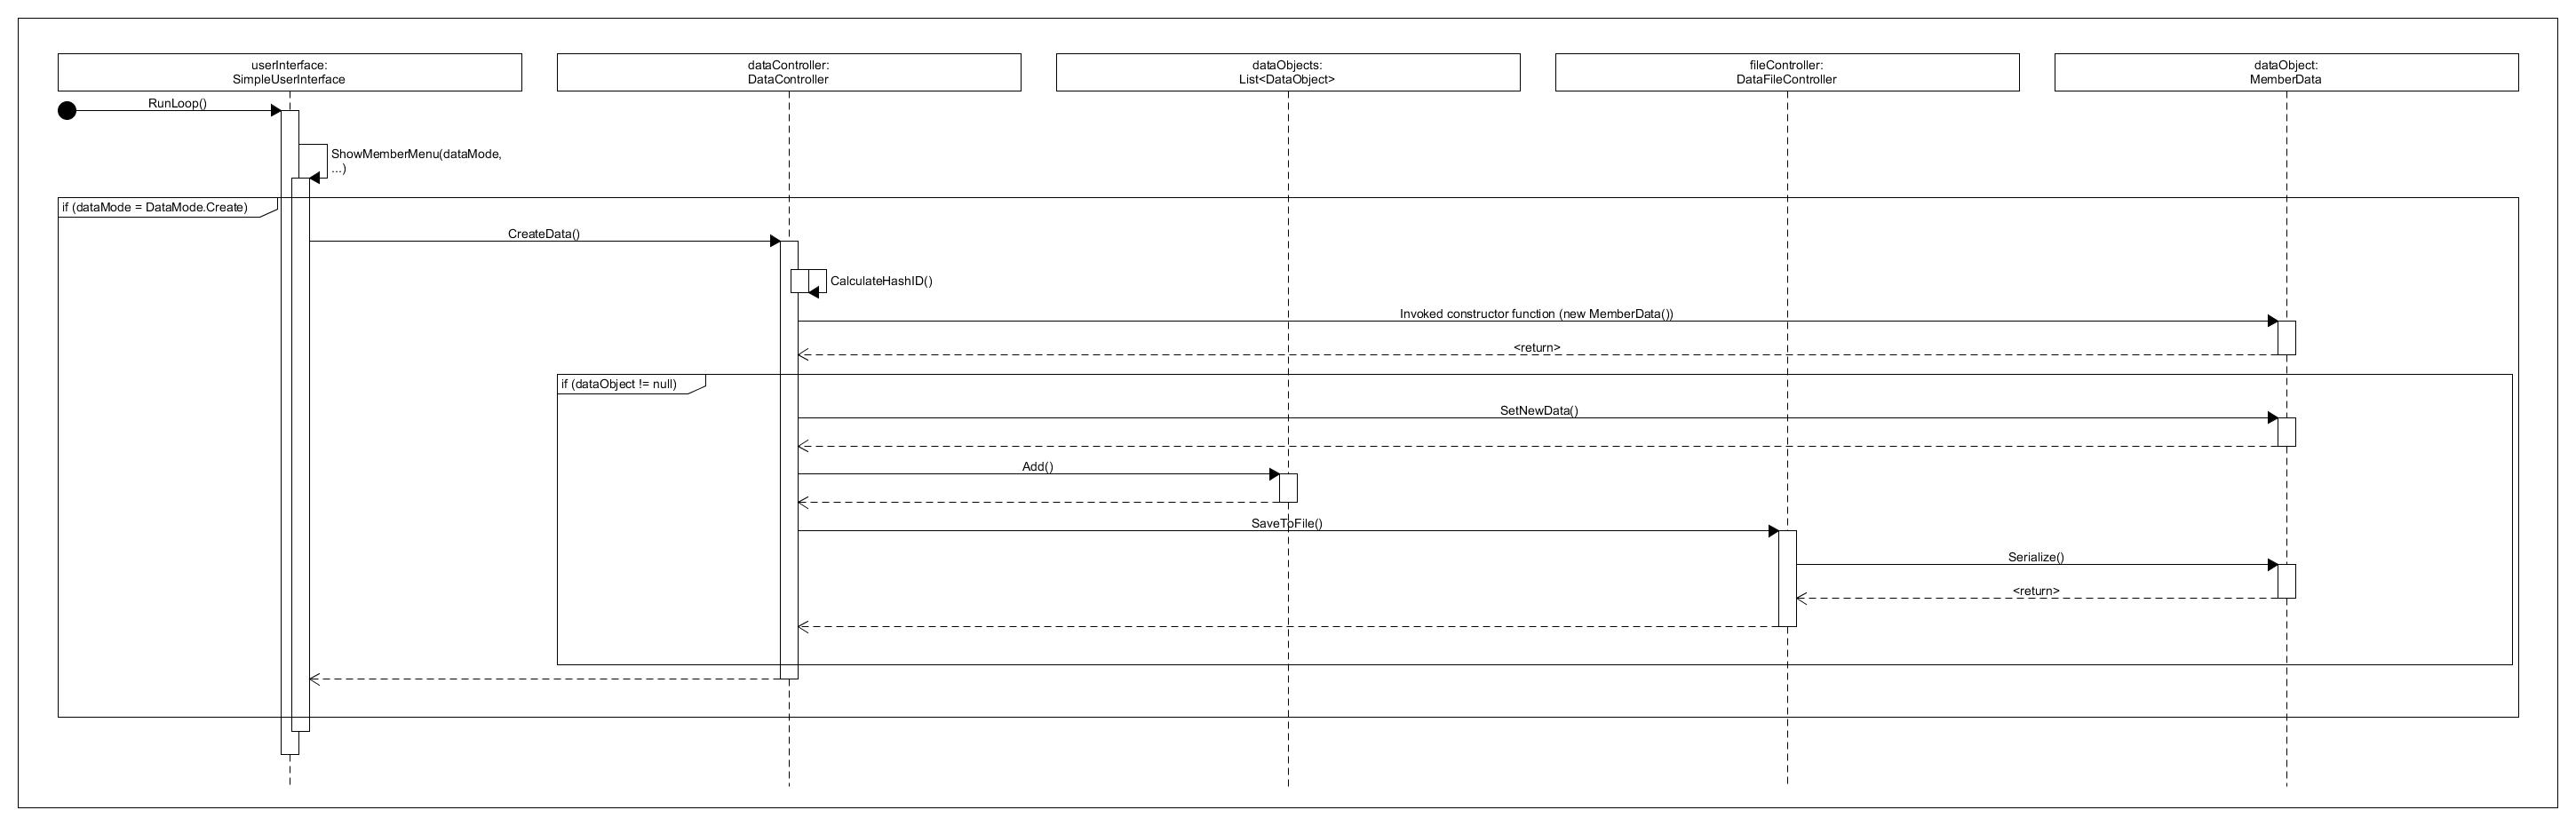 userInterface:
SimpleUserInterface
dataController:
DataController
dataObjects:
List<DataObject>
fileController:
DataFileController
dataObject:
MemberData
RunLoop()
ShowMemberMenu(dataMode,
...)
if (dataMode = DataMode.Create)
CreateData()
CalculateHashID()
Invoked constructor function (new MemberData())
<return>
if (dataObject != null)
SetNewData()
Add()
SaveToFile()
Serialize()
<return>